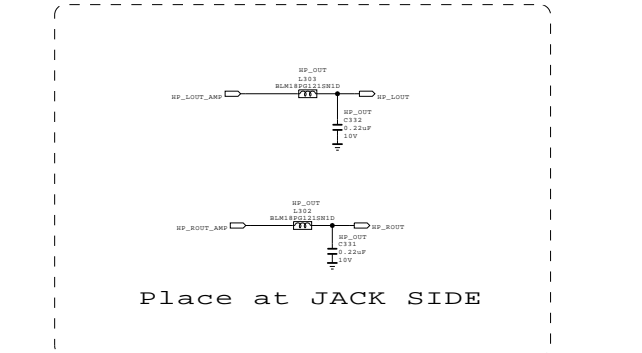 HP_OUT
L303
BLM18PG121SN1D
HP_LOUT_AMP
HP_LOUT
HP_OUT
C332
0.22uF
10V
HP_OUT
L302
BLM18PG121SN1D
HP_ROUT_AMP
HP_ROUT
HP_OUT
C331
0.22uF
10V
Place at JACK SIDE